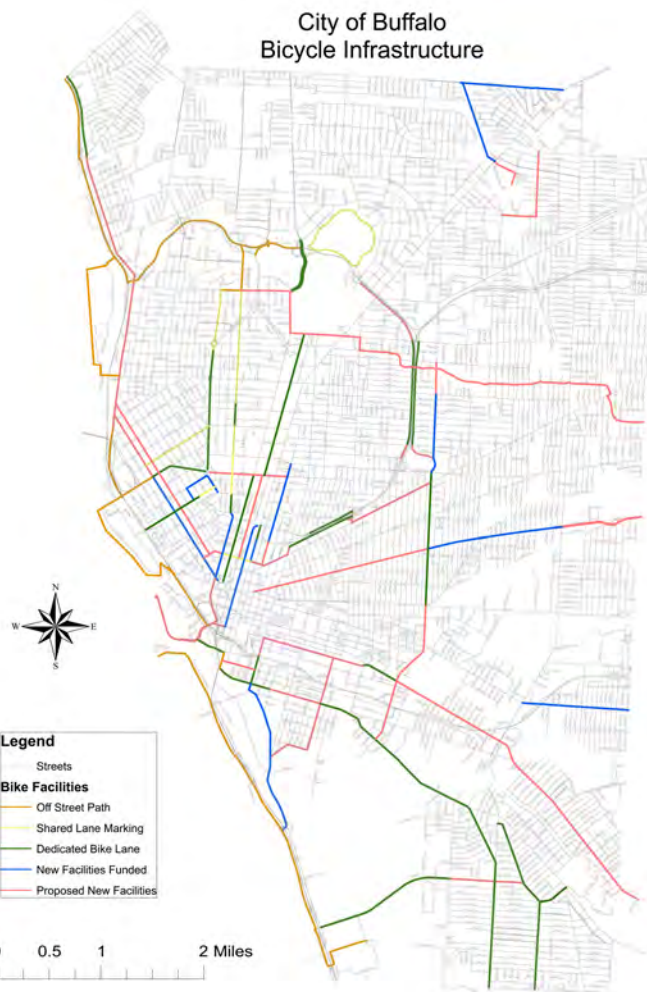 City of Buffalo
Bicycle Infrastructure
N
W E
S
Legend
Streets
Bike Facilities
Off Street Path
Shared Lane Marking
Dedicated Bike Lane
New Facilities Funded
Proposed New Facilities
0.5 1 2 Miles